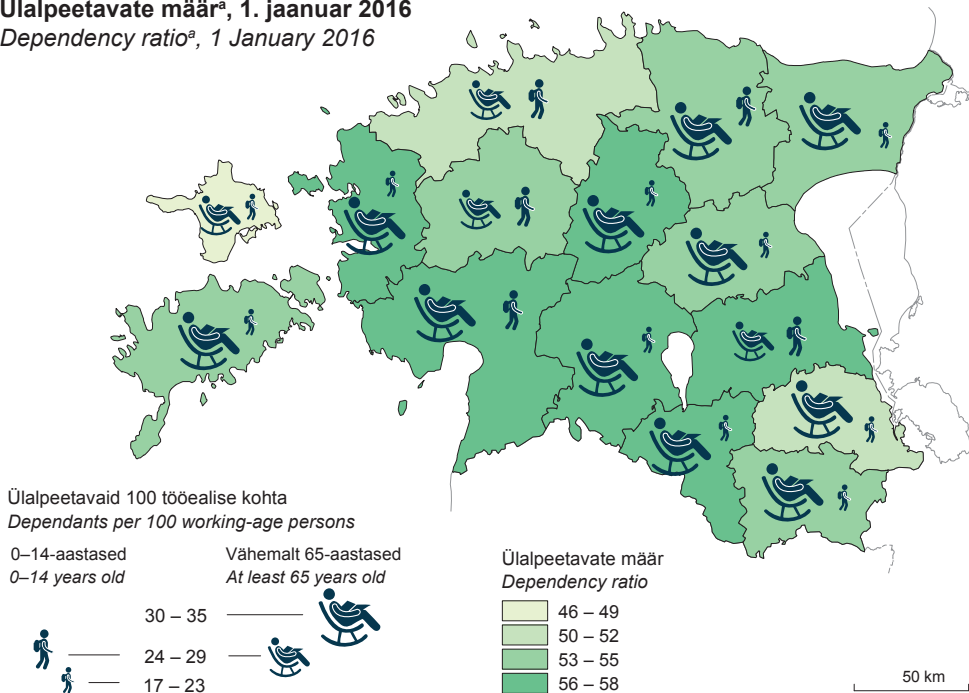 Ülalpeetavate määrᵃ, 1. jaanuar 2016
Dependency ratioᵃ, 1 January 2016
Ülalpeetavaid 100 tööealise kohta
Dependants per 100 working-age persons
0–14-aastased
0–14 years old
Vähemalt 65-aastased
At least 65 years old
30 – 35
24 – 29
17 – 23
Ülalpeetavate määr
Dependency ratio
46 – 49
50 – 52
53 – 55
56 – 58
50 km